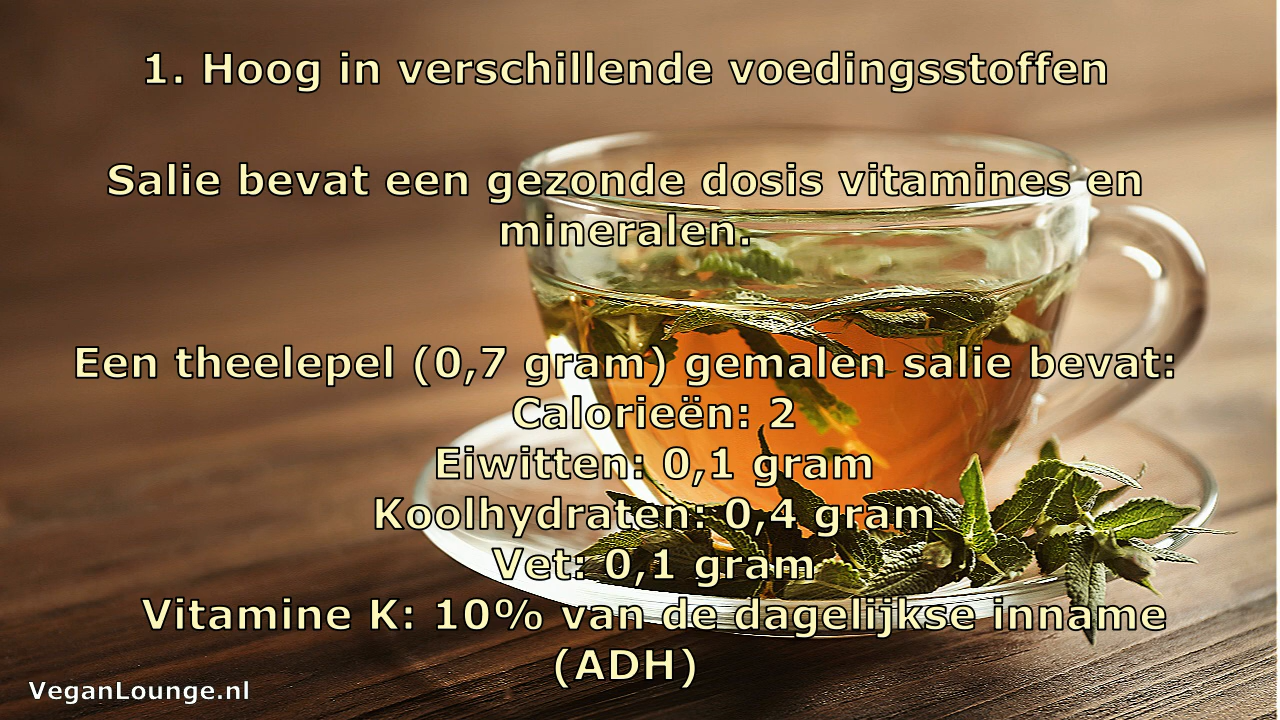 1. Hoog in verschillende voedingsstoffen
Salie bevat een gezonde dosis vitamines en
mineralen.
Een theelepel (0,7 gram) gemalen salie bevat:
Calorieën: 2
Eiwitten: 0,1 gram
Koolhydraten: 0,4 gram
Vet: 0,1 gram
Vitamine K: 10% van de dagelijkse inname
(ADH)
VeganLounge.nl